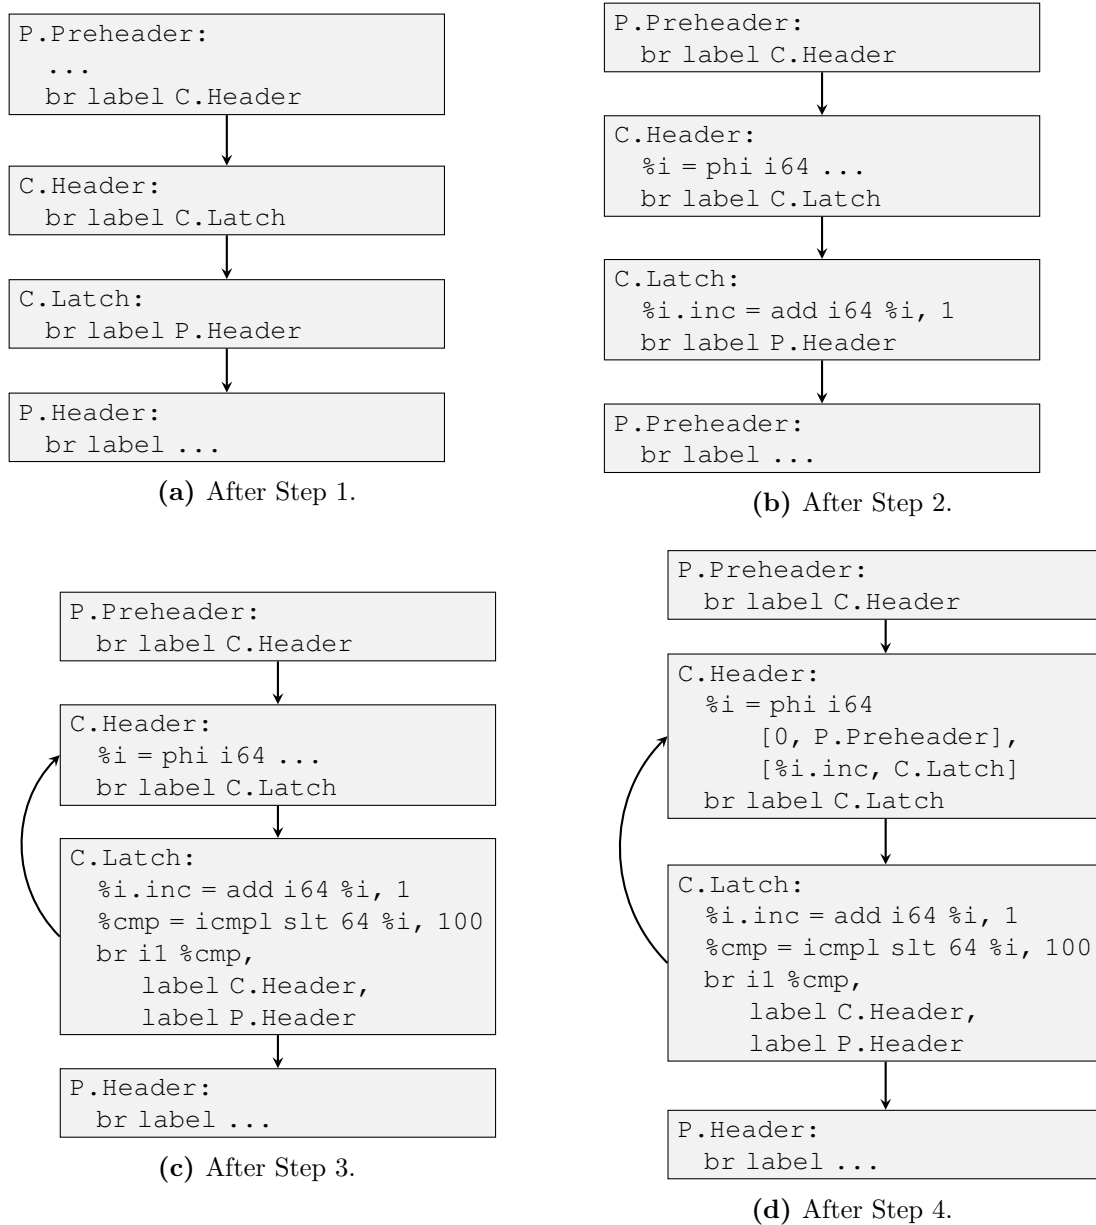 P.Preheader:
...
br label C.Header
C.Header:
br label C.Latch
C.Latch:
br label P.Header
P.Header:
br label ...
(a) After Step 1.
P.Preheader:
br label C.Header
C.Header:
%i = phi i64 ...
br label C.Latch
C.Latch:
%i.inc = add i64 %i, 1
br label P.Header
P.Preheader:
br label ...
(b) After Step 2.
P.Preheader:
br label C.Header
C.Header:
%i = phi i64 ...
br label C.Latch
C.Latch:
%i.inc = add i64 %i, 1
%cmp = icmpl slt 64 %i, 100
br i1 %cmp,
label C.Header,
label P.Header
P.Header:
br label ...
(c) After Step 3.
P.Preheader:
br label C.Header
C.Header:
%i = phi i64
[0, P.Preheader],
[%i.inc, C.Latch]
br label C.Latch
C.Latch:
%i.inc = add i64 %i, 1
%cmp = icmpl slt 64 %i, 100
br i1 %cmp,
label C.Header,
label P.Header
P.Header:
br label ...
(d) After Step 4.